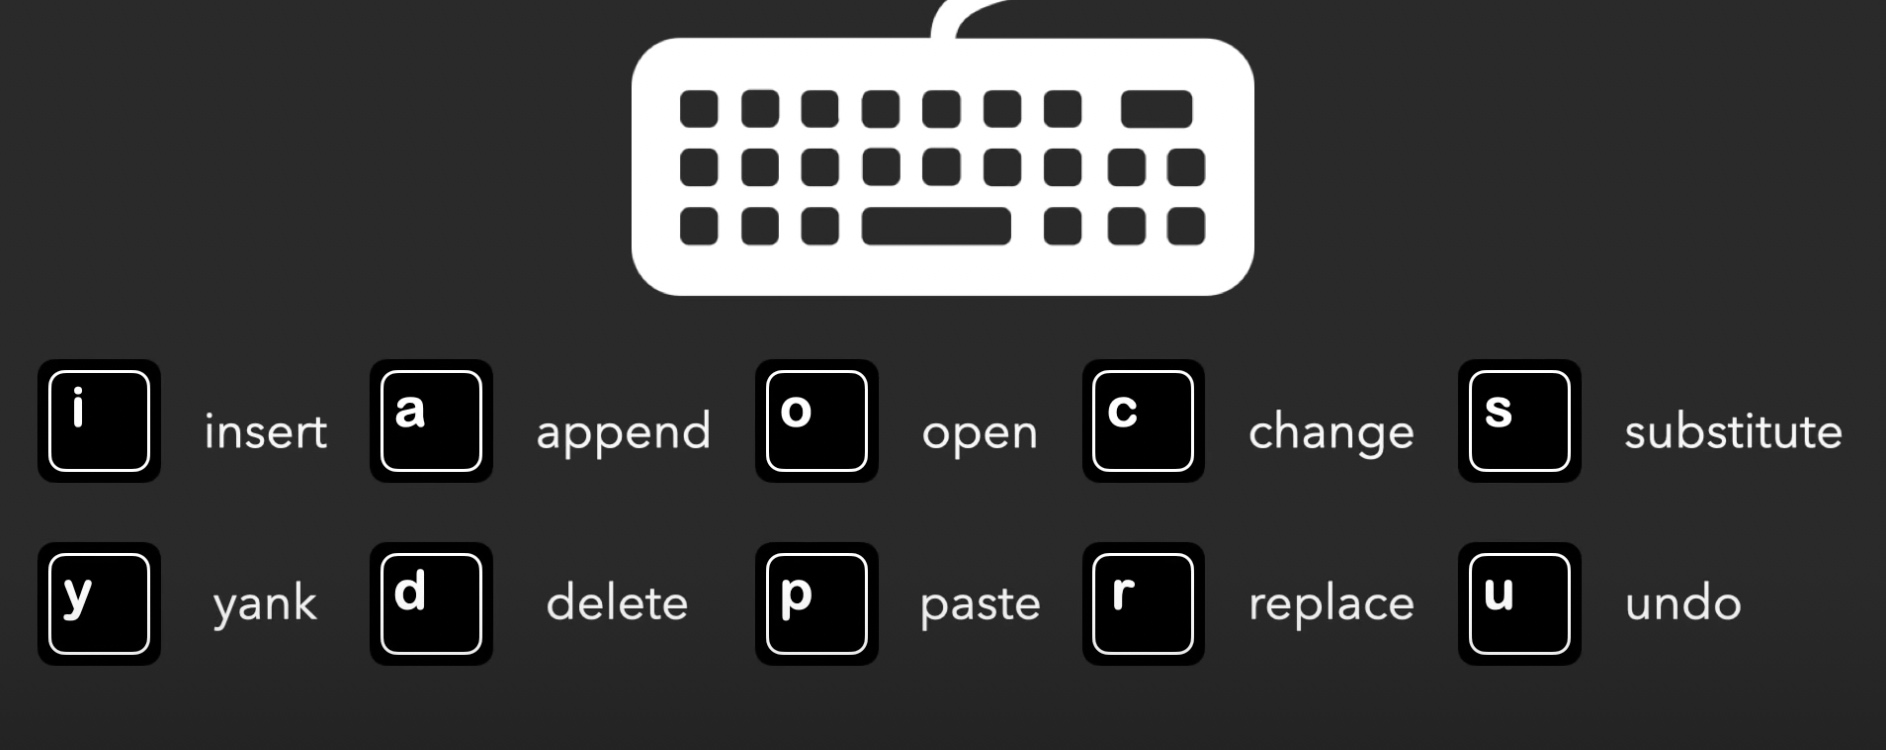 i insert a append o open c change s substitute
y yank d delete p paste r replace u undo